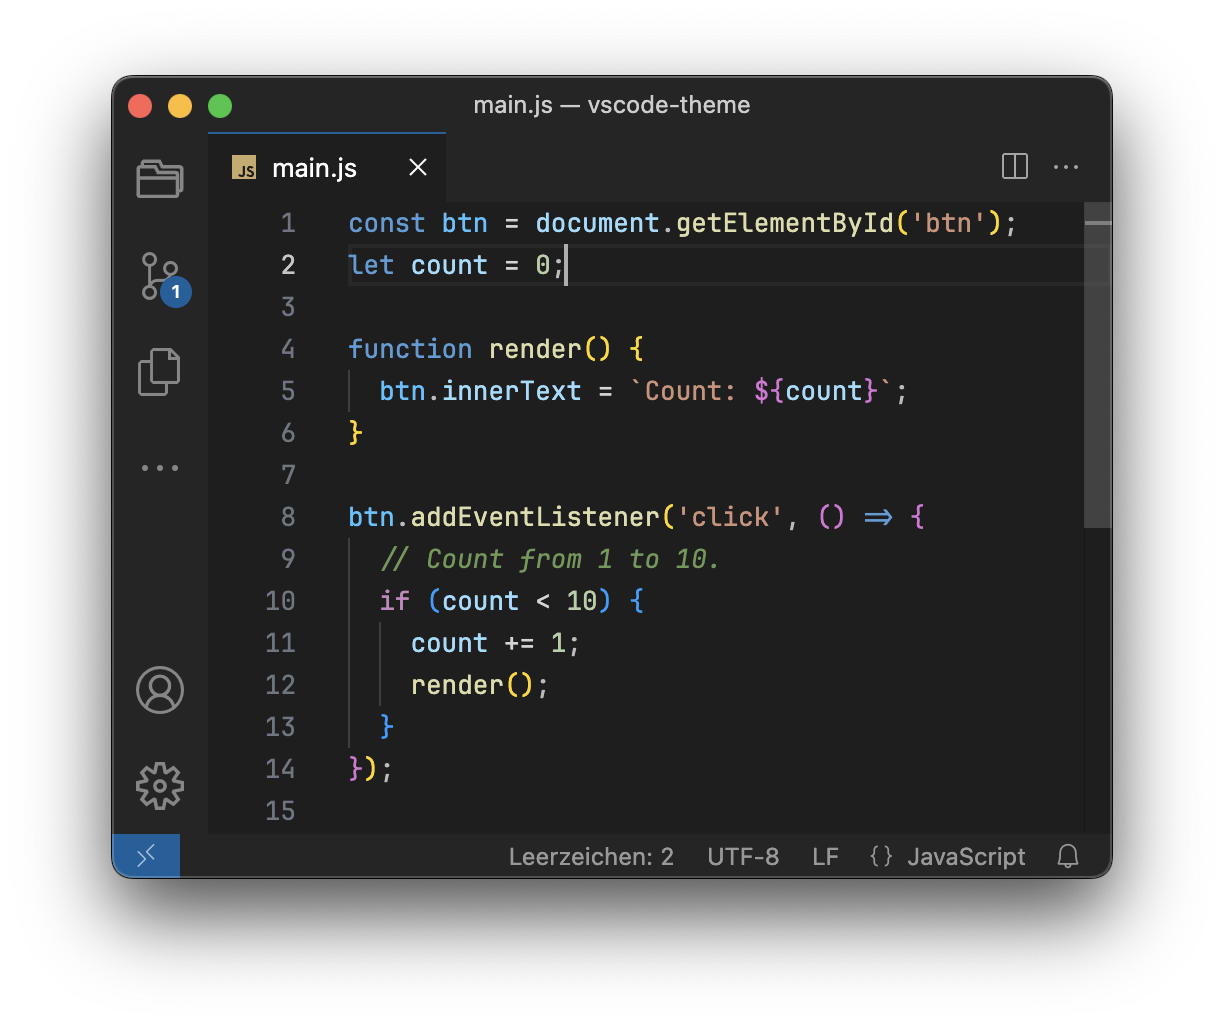 main.js — vscode-theme
JS main.js
1 const btn = document.getElementById('btn');
2 let count = 0;
3
4 function render() {
5   btn.innerText = `Count: ${count}`;
6 }
7
8 btn.addEventListener('click', () => {
9   // Count from 1 to 10.
10   if (count < 10) {
11     count += 1;
12     render();
13   }
14 });
15
1
Leerzeichen: 2 UTF-8 LF {} JavaScript